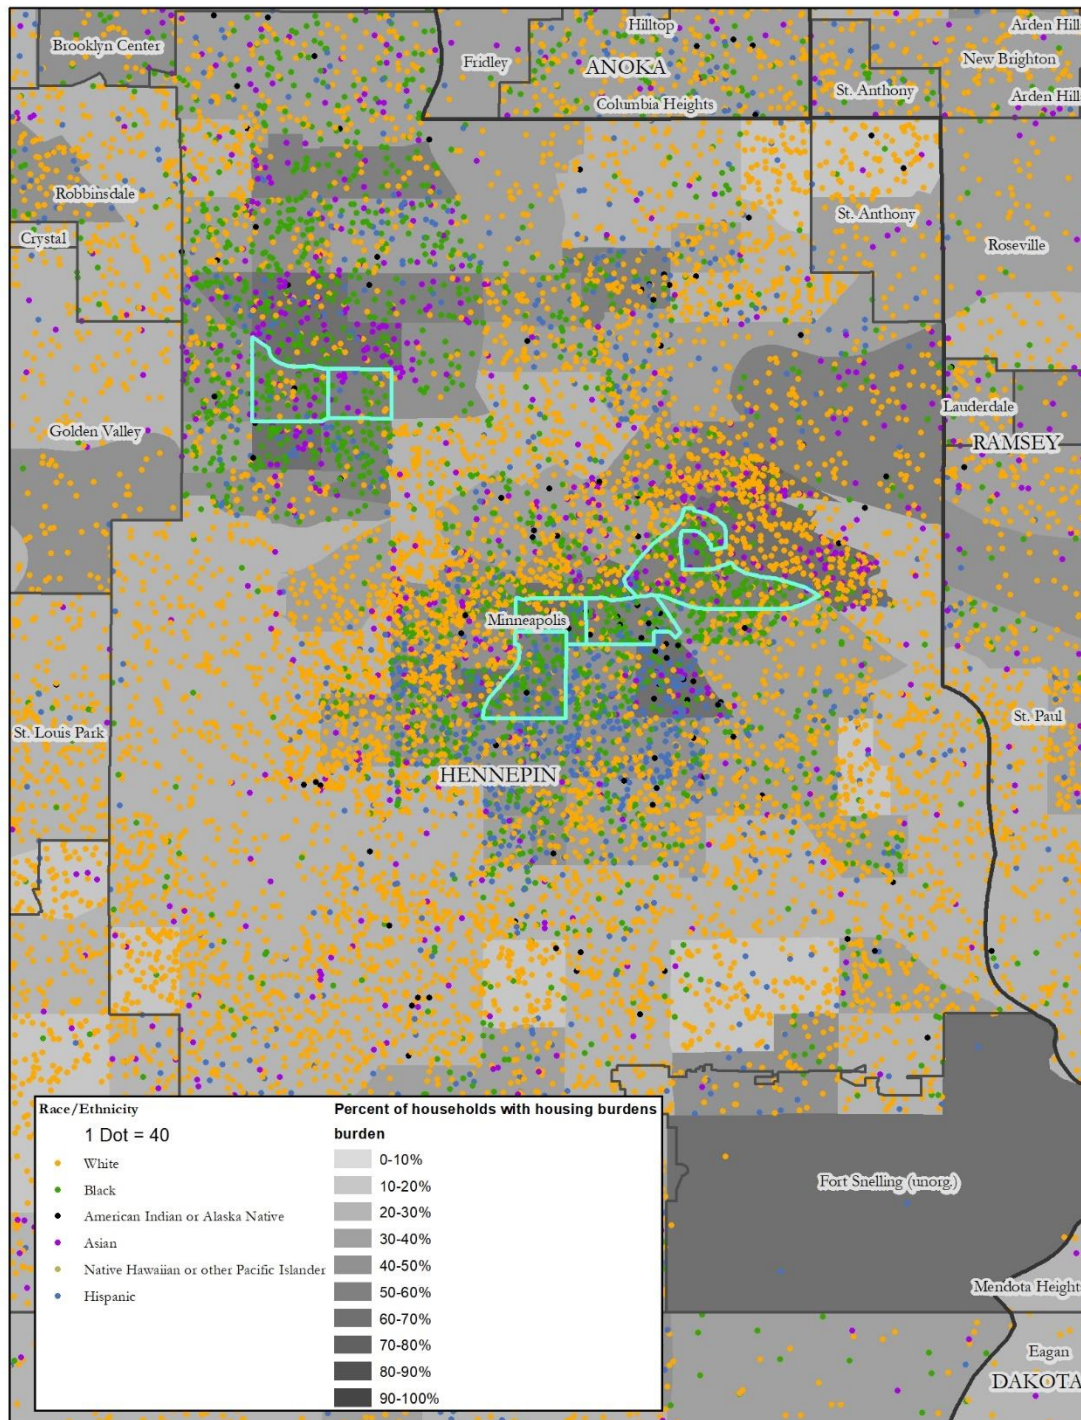 Hilltop
Arden Hill
Brooklyn Center
Fridley
ANOKA
New Brighton
St. Anthony
Columbia Heights
Arden Hill
Robbinsdale
St. Anthony
Crystal
Roseville
Lauderdale
Golden Valley
RAMSEY
Minneapolis
St. Louis Park
St. Paul
HENNEPIN
Race/Ethnicity
1 Dot = 40
White
Black
American Indian or Alaska Native
Asian
Native Hawaiian or other Pacific Islander
Hispanic
Percent of households with housing burdens
burden
0-10%
10-20%
20-30%
30-40%
40-50%
50-60%
60-70%
70-80%
80-90%
90-100%
Fort Snelling (unorg.)
Mendota Heights
Eagan
DAKOTA